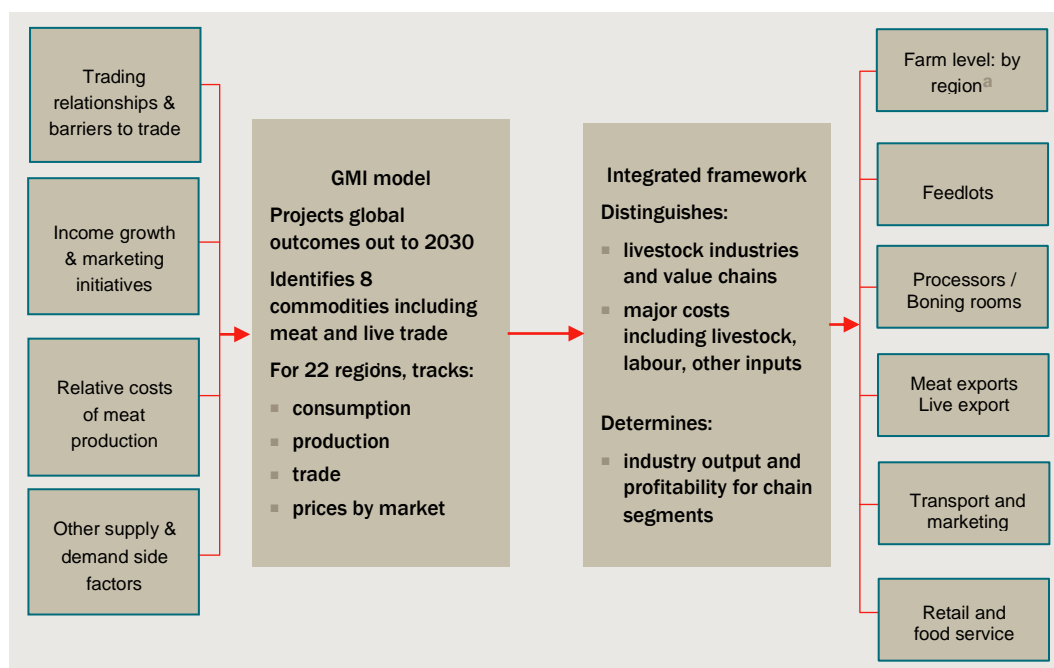 Trading
relationships &
barriers to trade
Income growth
& marketing
initiatives
Relative costs
of meat
production
Other supply &
demand side
factors
GMI model
Projects global
outcomes out to 2030
Identifies 8
commodities including
meat and live trade
For 22 regions, tracks:
▪ consumption
▪ production
▪ trade
▪ prices by market
Integrated framework
Distinguishes:
▪ livestock industries
and value chains
▪ major costs
including livestock,
labour, other inputs
Determines:
▪ industry output and
profitability for chain
segments
Farm level: by
regionᵃ
Feedlots
Processors /
Boning rooms
Meat exports
Live export
Transport and
marketing
Retail and
food service